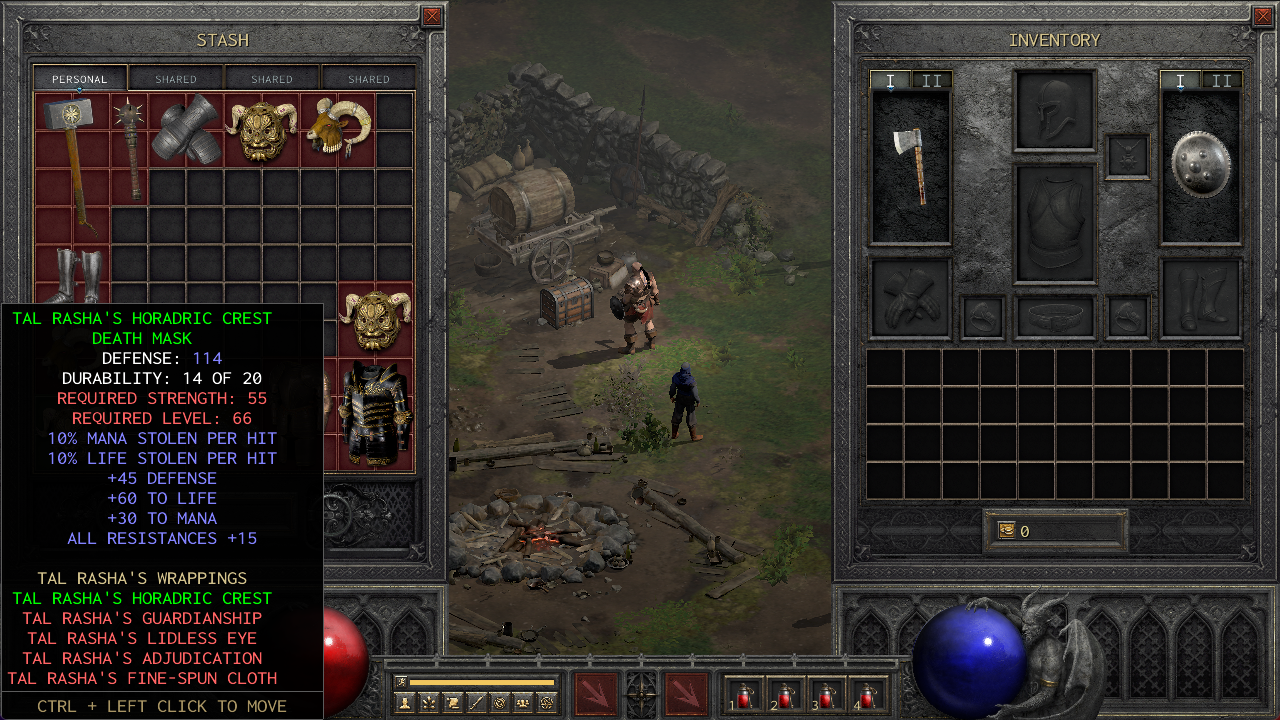 STASH
PERSONAL
SHARED
SHARED
SHARED
TAL RASHA'S HORADRIC CREST
DEATH MASK
DEFENSE: 114
DURABILITY: 14 OF 20
REQUIRED STRENGTH: 55
REQUIRED LEVEL: 66
10% MANA STOLEN PER HIT
10% LIFE STOLEN PER HIT
+45 DEFENSE
+60 TO LIFE
+30 TO MANA
ALL RESISTANCES +15
TAL RASHA'S WRAPPINGS
TAL RASHA'S HORADRIC CREST
TAL RASHA'S GUARDIANSHIP
TAL RASHA'S LIDLESS EYE
TAL RASHA'S ADJUDICATION
TAL RASHA'S FINE-SPUN CLOTH
CTRL + LEFT CLICK TO MOVE
1 2 3 4
INVENTORY
I II
I II
0